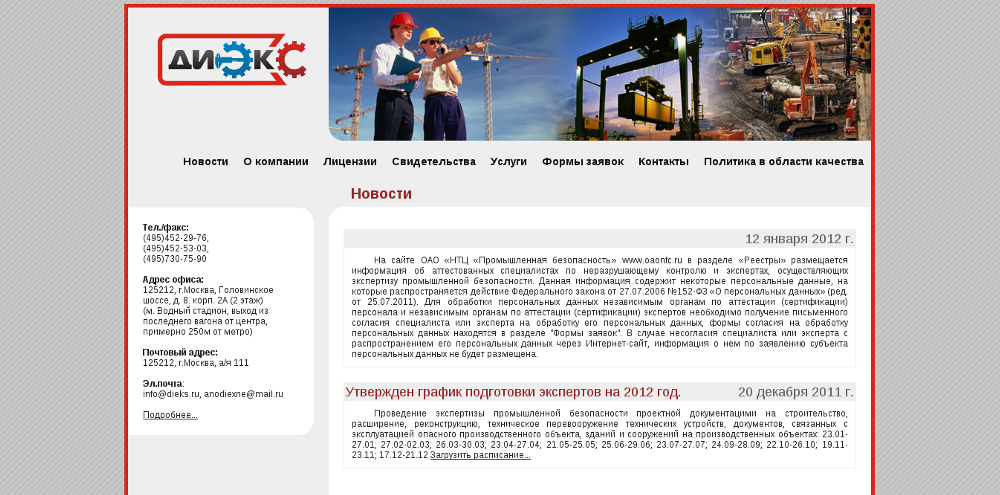 ДИЭКС
Новости О компании Лицензии Свидетельства Услуги Формы заявок Контакты Политика в области качества
Новости
Тел./факс:
(495)452-29-76,
(495)452-53-03,
(495)730-75-90
Адрес офиса:
125212, г.Москва, Головинское
шоссе, д. 8, корп. 2А (2 этаж)
(м. Водный стадион, выход из
последнего вагона от центра,
примерно 250м от метро)
Почтовый адрес:
125212, г.Москва, а/я 111
Эл.почта:
info@dieks.ru, anodiexne@mail.ru
Подробнее...
12 января 2012 г.
На сайте ОАО «НТЦ «Промышленная безопасность» www.oaontc.ru в разделе «Реестры» размещается
информация об аттестованных специалистах по неразрушающему контролю и экспертах, осуществляющих
экспертизу промышленной безопасности. Данная информация содержит некоторые персональные данные, на
которые распространяется действие Федерального закона от 27.07.2006 №152-ФЗ «О персональных данных» (ред.
от 25.07.2011). Для обработки персональных данных независимым органам по аттестации (сертификации)
персонала и независимым органам по аттестации (сертификации) экспертов необходимо получение письменного
согласия специалиста или эксперта на обработку его персональных данных, формы согласия на обработку
персональных данных находятся в разделе "Формы заявок". В случае несогласия специалиста или эксперта с
распространением его персональных данных через Интернет-сайт, информация о нем по заявлению субъекта
персональных данных не будет размещена.
Утвержден график подготовки экспертов на 2012 год. 20 декабря 2011 г.
Проведение экспертизы промышленной безопасности проектной документациии на строительство,
расширение, реконструкцию, техническое перевооружение технических устройств, документов, связанных с
эксплуатацией опасного производственного объекта, зданий и сооружений на производственных объектах: 23.01-
27.01; 27.02-02.03; 26.03-30.03; 23.04-27.04; 21.05-25.05; 25.06-29.06; 23.07-27.07; 24.09-28.09; 22.10-26.10; 19.11-
23.11; 17.12-21.12 Загрузить расписание...